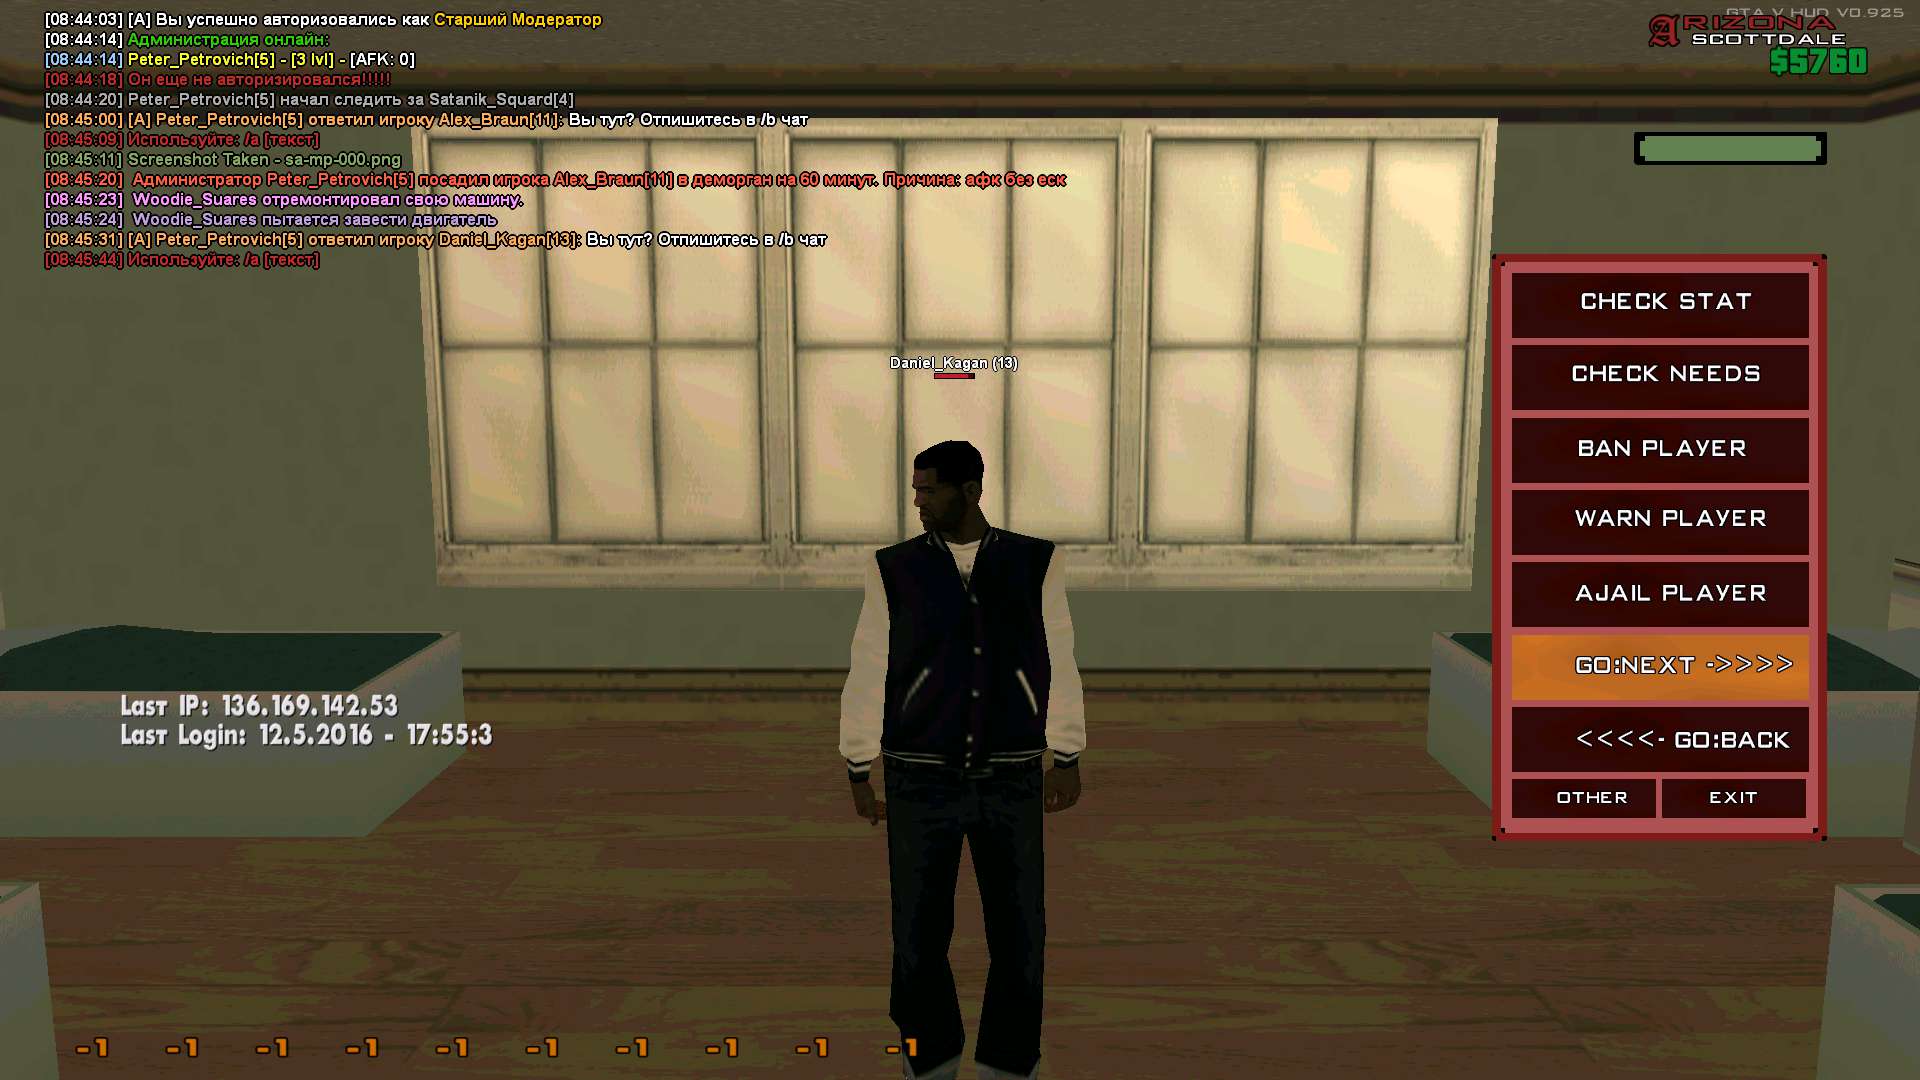 [08:44:03] [A] Вы успешно авторизовались как Старший Модератор
[08:44:14] Администрация онлайн:
[08:44:14] Peter_Petrovich[5] - [3 lvl] - [AFK: 0]
[08:44:18] Он еще не авторизировался!!!!!
[08:44:20] Peter_Petrovich[5] начал следить за Satanik_Squard[4]
[08:45:00] [A] Peter_Petrovich[5] ответил игроку Alex_Braun[11]: Вы тут? Отпишитесь в /b чат
[08:45:09] Используйте: /a [текст]
[08:45:11] Screenshot Taken - sa-mp-000.png
[08:45:20] Администратор Peter_Petrovich[5] посадил игрока Alex_Braun[11] в деморган на 60 минут. Причина: афк без еск
[08:45:23] Woodie_Suares отремонтировал свою машину.
[08:45:24] Woodie_Suares пытается завести двигатель
[08:45:31] [A] Peter_Petrovich[5] ответил игроку Daniel_Kagan[13]: Вы тут? Отпишитесь в /b чат
[08:45:44] Используйте: /a [текст]
GTA V HUD V0.925
ARIZONA
SCOTTDALE
$5760
Daniel_Kagan (13)
CHECK STAT
CHECK NEEDS
BAN PLAYER
WARN PLAYER
AJAIL PLAYER
GO:NEXT ->>>>
<<<<- GO:BACK
OTHER EXIT
Last IP: 136.169.142.53
Last Login: 12.5.2016 - 17:55:3
-1 -1 -1 -1 -1 -1 -1 -1 -1 -1